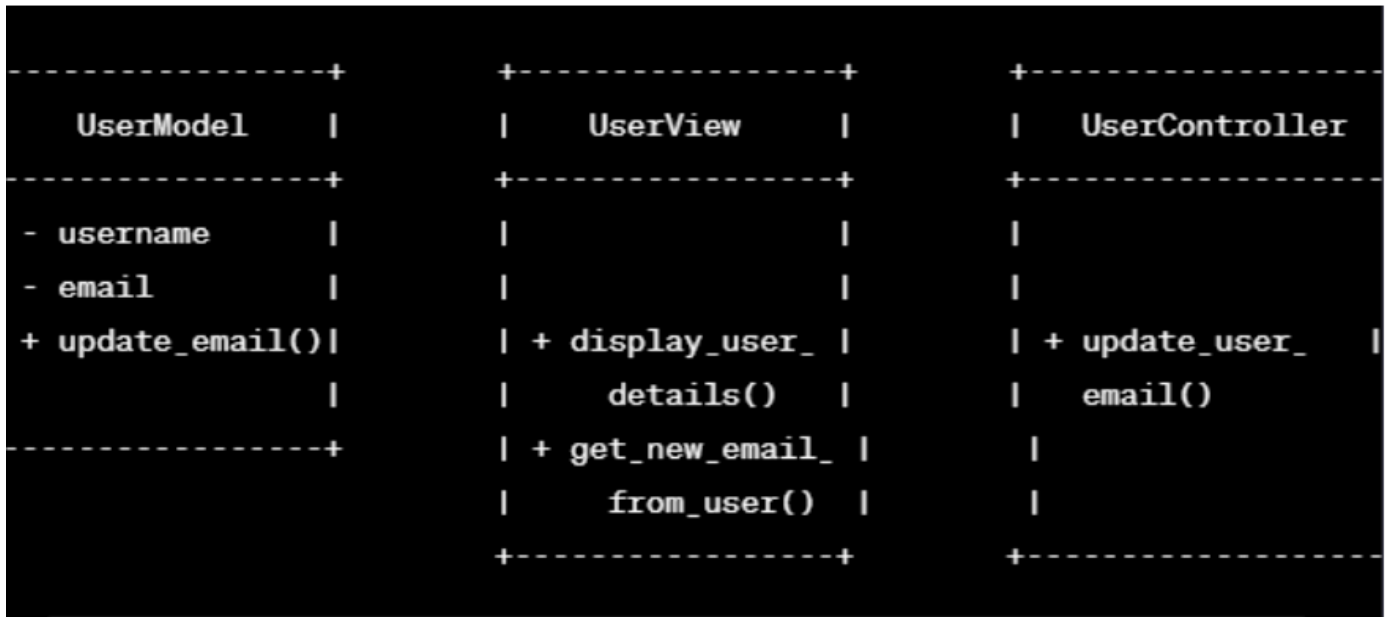 -----------------+        +-----------------+        +-------------------
   UserModel    |        |    UserView     |        |   UserController
-----------------+        +-----------------+        +-------------------
- username      |        |                 |        |
- email         |        |                 |        |
+ update_email()|        | + display_user_ |        | + update_user_   |
                |        |     details()   |        |   email()
-----------------+        | + get_new_email_ |        |
                         |     from_user()  |        |
                         +-----------------+        +-------------------